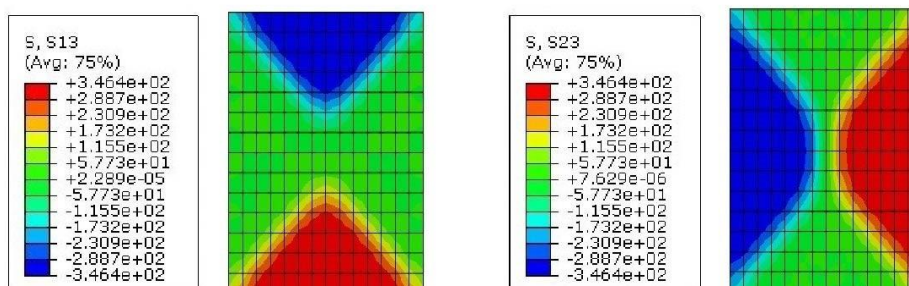 S, S13
(Avg: 75%)
+3.464e+02
+2.887e+02
+2.309e+02
+1.732e+02
+1.155e+02
+5.773e+01
+2.289e-05
-5.773e+01
-1.155e+02
-1.732e+02
-2.309e+02
-2.887e+02
-3.464e+02
S, S23
(Avg: 75%)
+3.464e+02
+2.887e+02
+2.309e+02
+1.732e+02
+1.155e+02
+5.773e+01
+7.629e-06
-5.773e+01
-1.155e+02
-1.732e+02
-2.309e+02
-2.887e+02
-3.464e+02